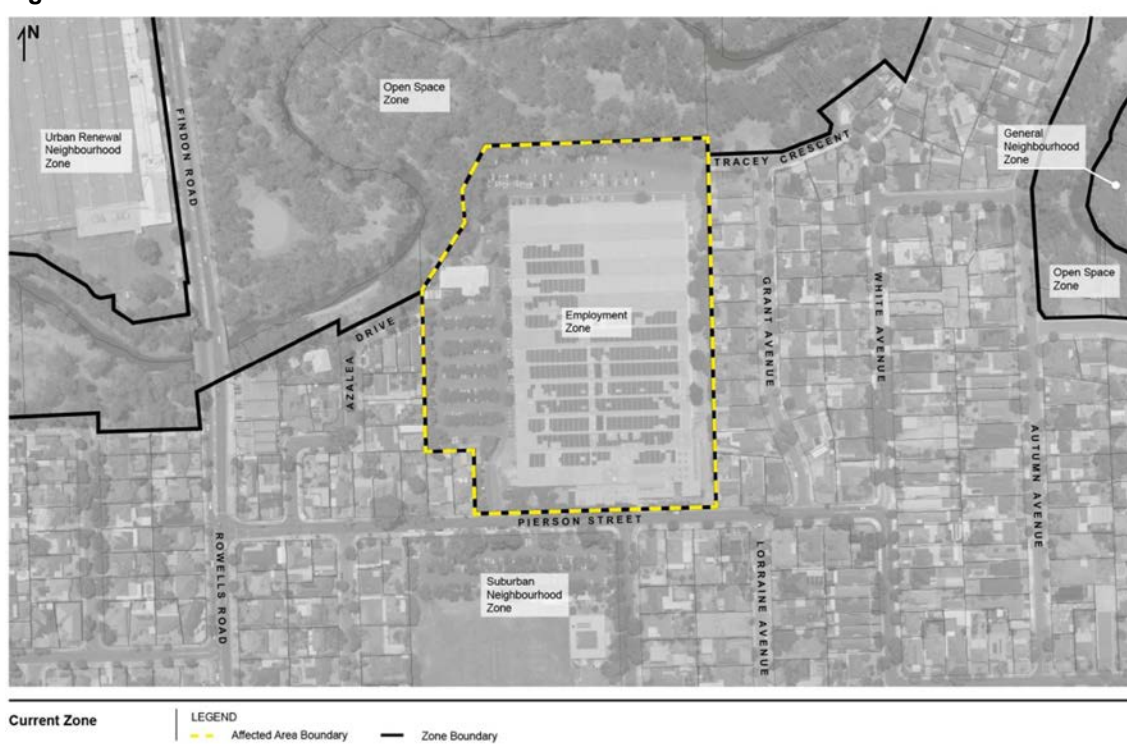 N
Open Space
Zone
Urban Renewal
Neighbourhood
Zone
FINDON ROAD
General
Neighbourhood
Zone
TRACEY CRESCENT
Open Space
Zone
GRANT AVENUE
WHITE AVENUE
Employment
Zone
AZALEA DRIVE
AUTUMN AVENUE
PIERSON STREET
ROWELLS ROAD
LORRAINE AVENUE
Suburban
Neighbourhood
Zone
Current Zone
LEGEND
Affected Area Boundary
Zone Boundary